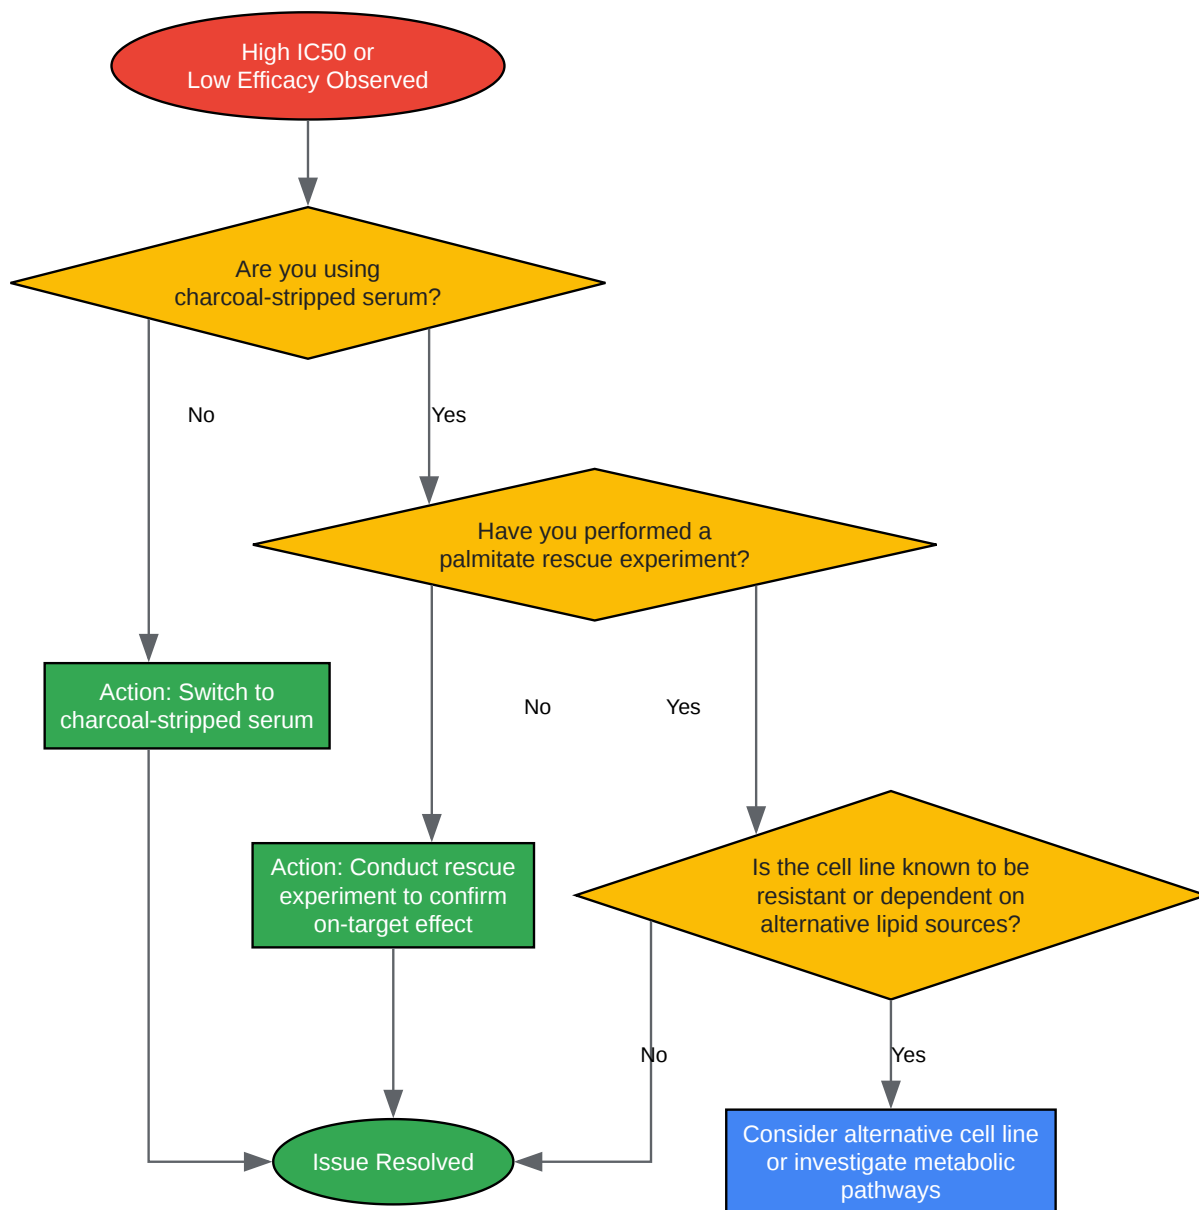 High IC50 or
Low Efficacy Observed
Are you using
charcoal-stripped serum?
No
Yes
Have you performed a
palmitate rescue experiment?
Action: Switch to
charcoal-stripped serum
No
Yes
Action: Conduct rescue
experiment to confirm
on-target effect
Is the cell line known to be
resistant or dependent on
alternative lipid sources?
No
Yes
Issue Resolved
Consider alternative cell line
or investigate metabolic
pathways